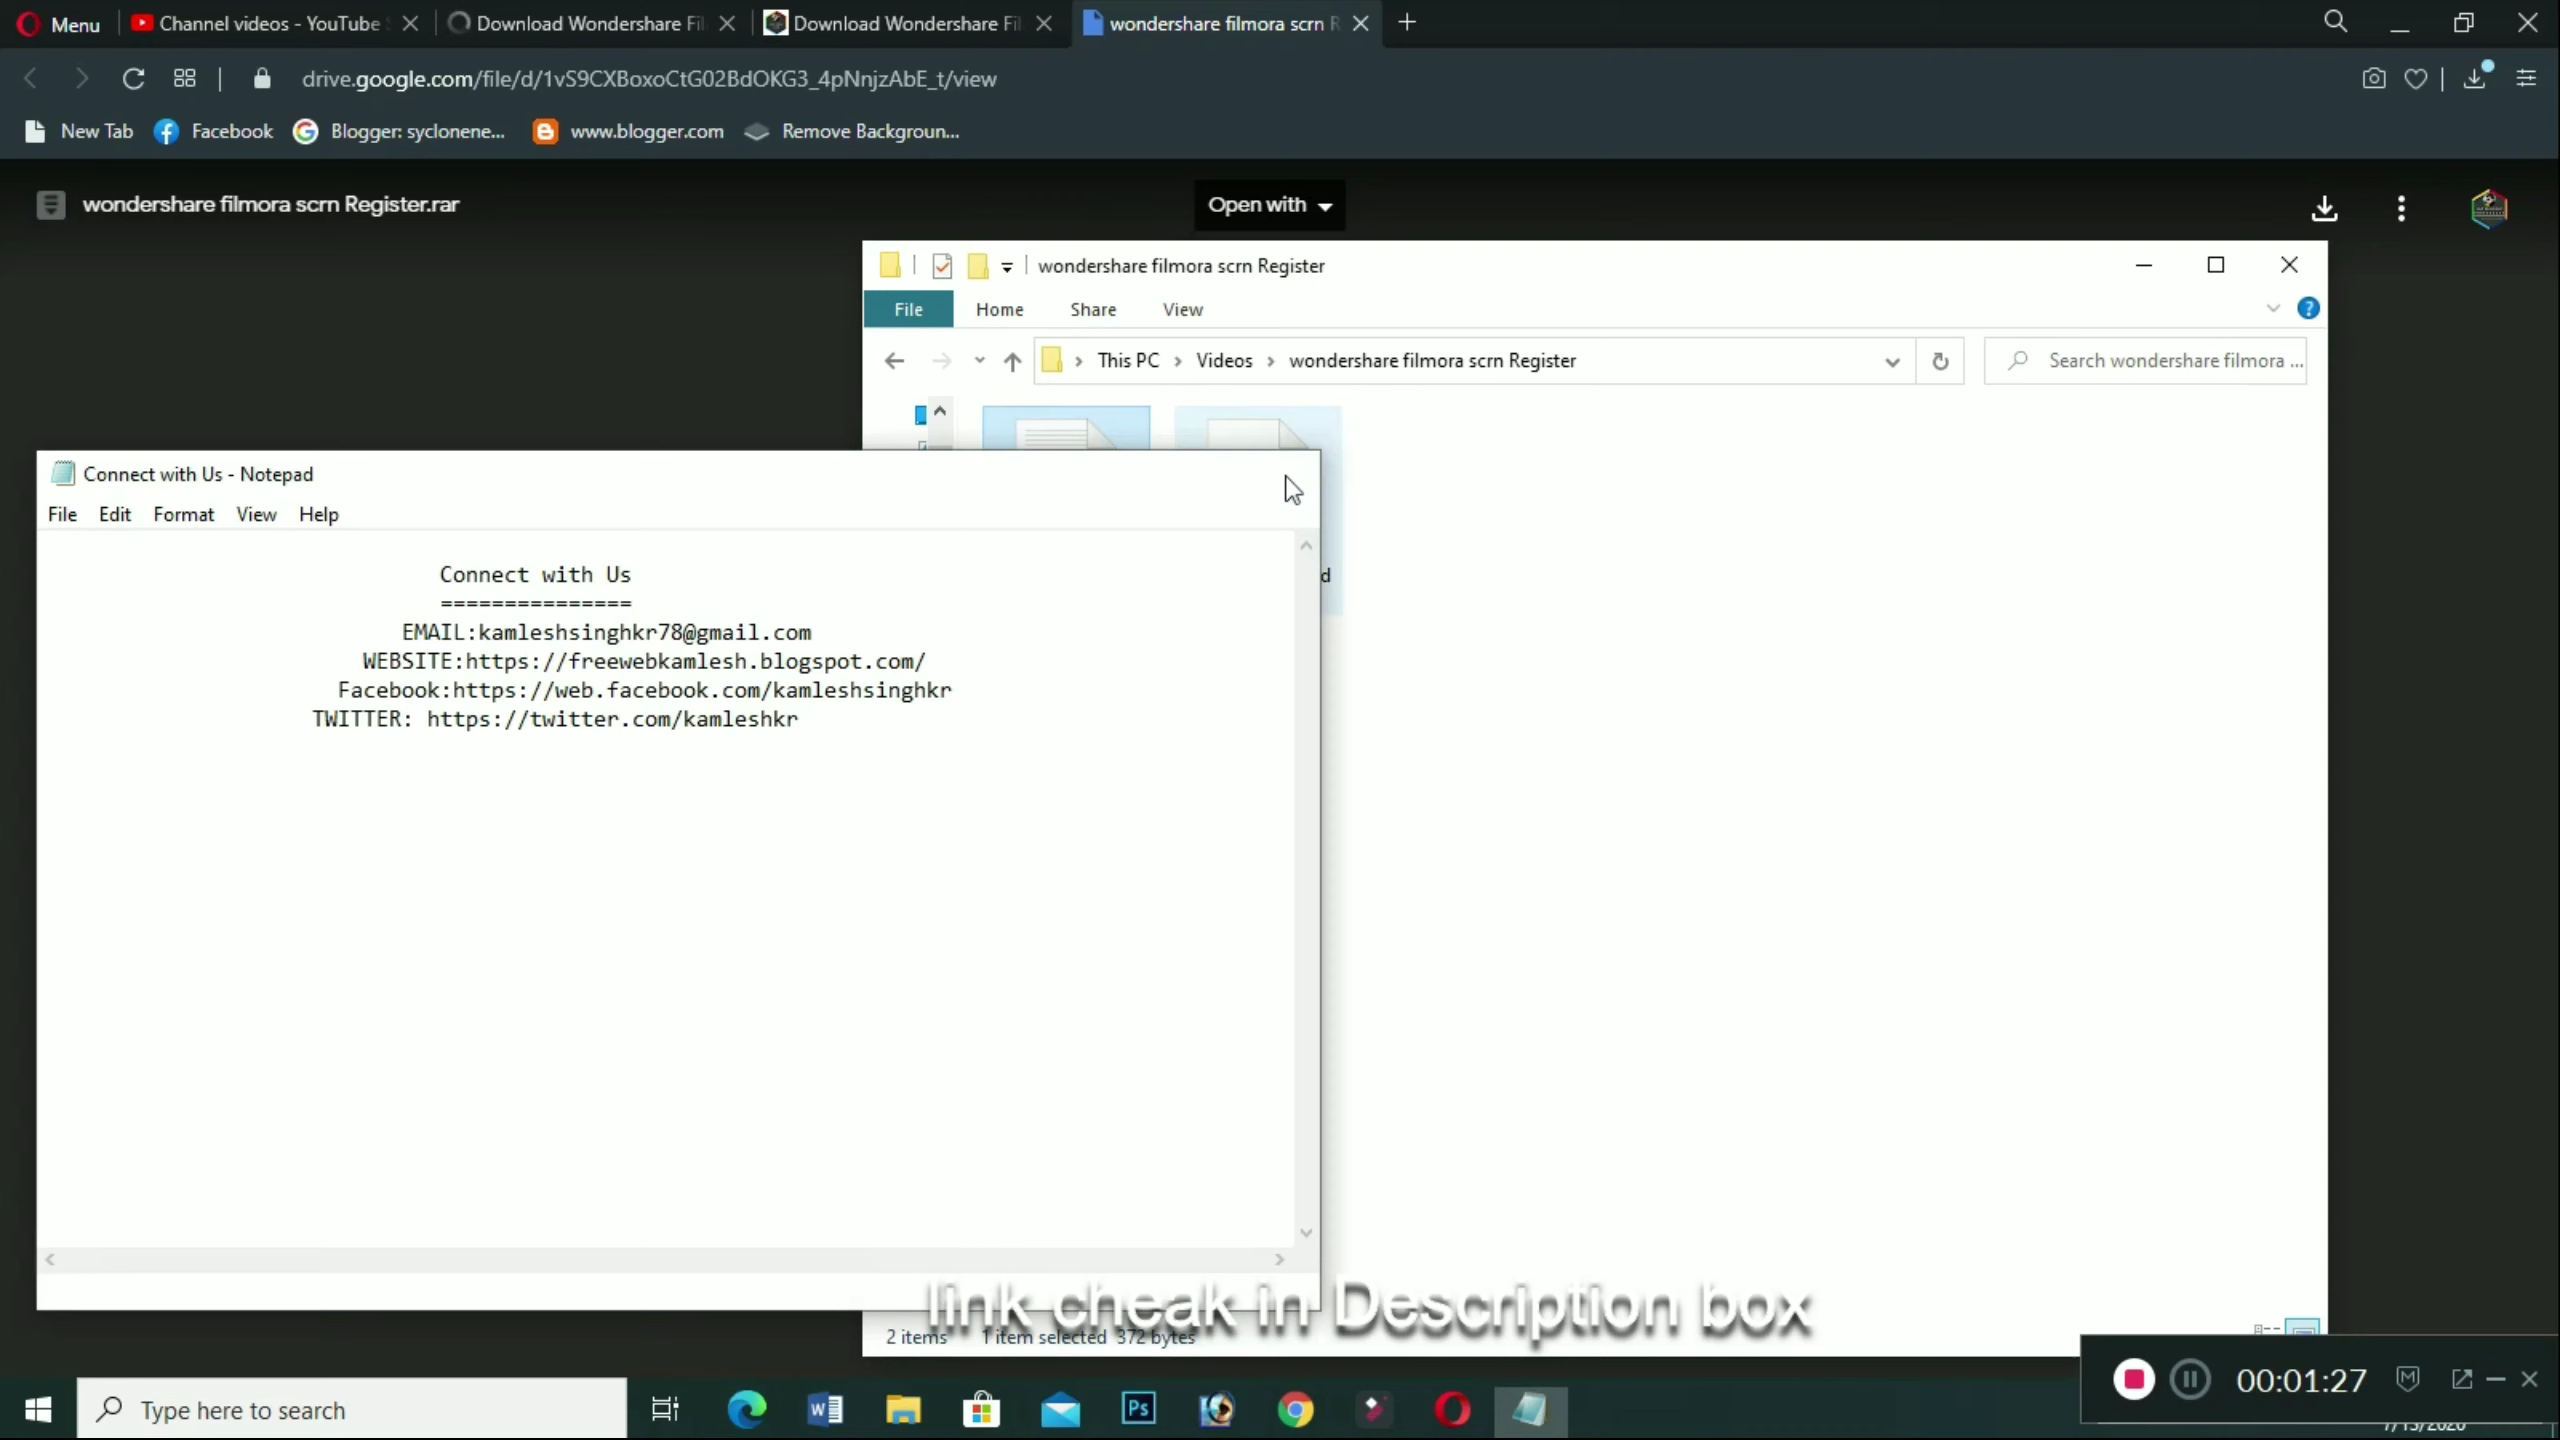 Menu
Channel videos - YouTube
Download Wondershare Fil
Download Wondershare Fil
wondershare filmora scrn R
drive.google.com/file/d/1vS9CXBoxoCtG02BdOKG3_4pNnjzAbE_t/view
New Tab
Facebook
Blogger: syclonene...
www.blogger.com
Remove Backgroun...
wondershare filmora scrn Register.rar
Open with
wondershare filmora scrn Register
File
Home
Share
View
This PC
Videos
wondershare filmora scrn Register
Search wondershare filmora ...
Connect with Us - Notepad
File
Edit
Format
View
Help
Connect with Us
===============
EMAIL:kamleshsinghkr78@gmail.com
WEBSITE:https://freewebkamlesh.blogspot.com/
Facebook:https://web.facebook.com/kamleshsinghkr
TWITTER: https://twitter.com/kamleshkr
d
link cheak in Description box
2 items
1 item selected 372 bytes
00:01:27
Type here to search